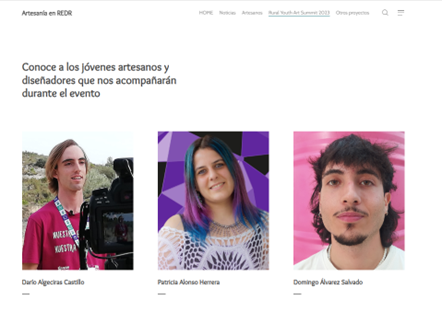 Artesanía en REDR
HOME Noticias Artesanos Rural Youth Art Summit 2023 Otros proyectos
Conoce a los jóvenes artesanos y
diseñadores que nos acompañarán
durante el evento
NUESTRA
Darío Algeciras Castillo
Patricia Alonso Herrera
Domingo Álvarez Salvado